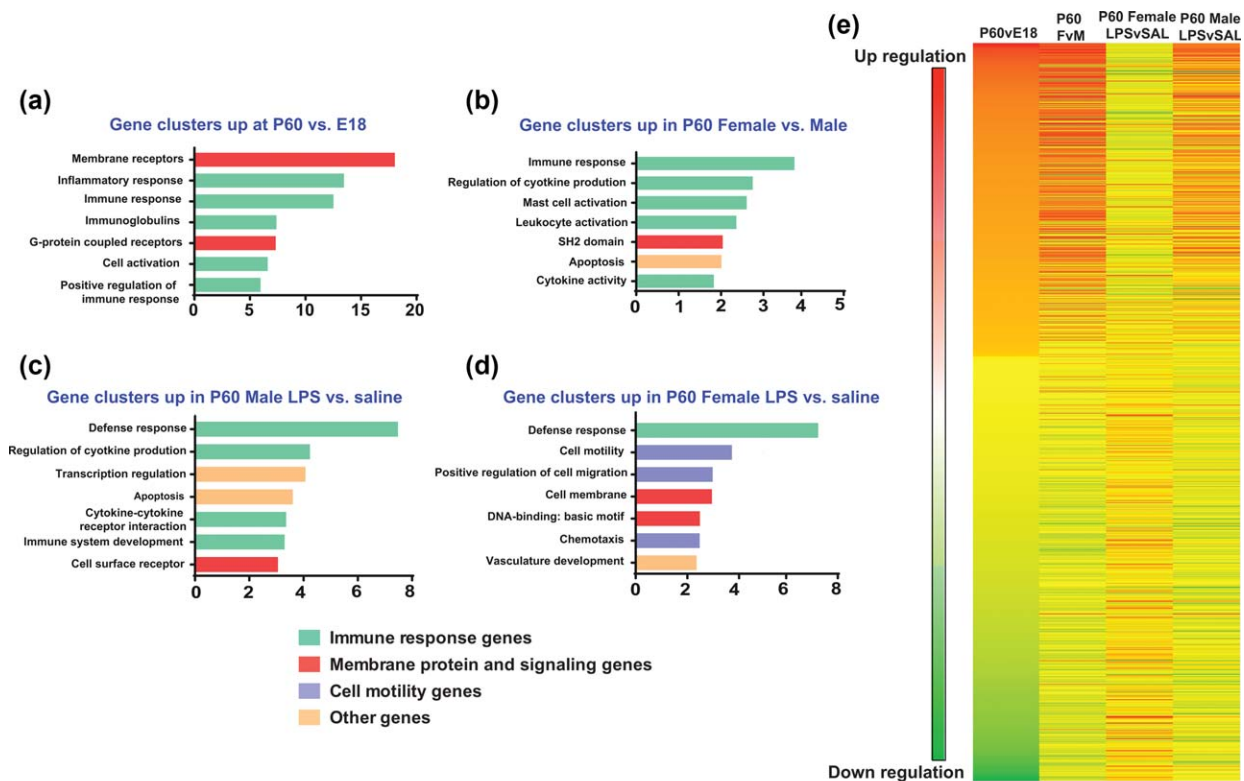 (a)
Gene clusters up at P60 vs. E18
Membrane receptors
Inflammatory response
Immune response
Immunoglobulins
G-protein coupled receptors
Cell activation
Positive regulation of
immune response
0 5 10 15 20
(b)
Gene clusters up in P60 Female vs. Male
Immune response
Regulation of cyotkine prodution
Mast cell activation
Leukocyte activation
SH2 domain
Apoptosis
Cytokine activity
0 1 2 3 4 5
(c)
Gene clusters up in P60 Male LPS vs. saline
Defense response
Regulation of cyotkine prodution
Transcription regulation
Apoptosis
Cytokine-cytokine
receptor interaction
Immune system development
Cell surface receptor
0 2 4 6 8
(d)
Gene clusters up in P60 Female LPS vs. saline
Defense response
Cell motility
Positive regulation of cell migration
Cell membrane
DNA-binding: basic motif
Chemotaxis
Vasculature development
0 2 4 6 8
Immune response genes
Membrane protein and signaling genes
Cell motility genes
Other genes
(e)
Up regulation
Down regulation
P60vE18
P60
FvM
P60 Female
LPSvSAL
P60 Male
LPSvSAL